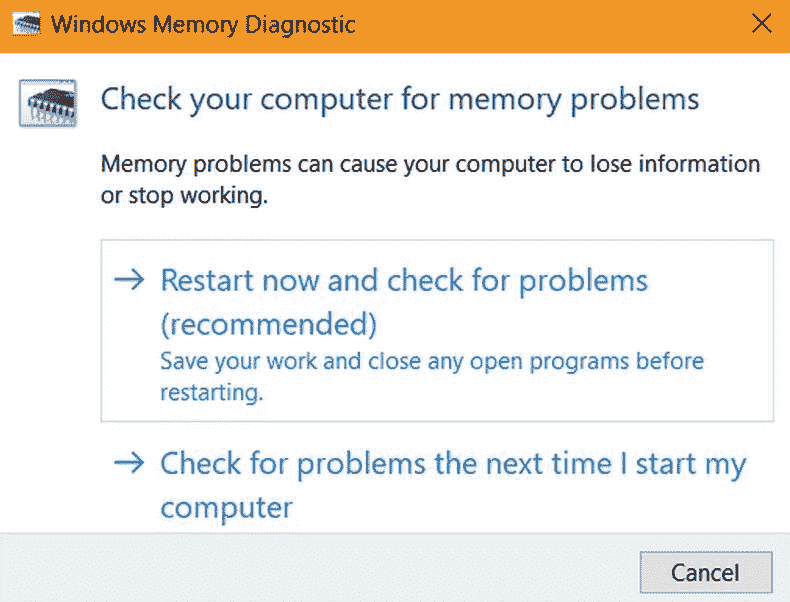 Windows Memory Diagnostic
Check your computer for memory problems
Memory problems can cause your computer to lose information
or stop working.
→ Restart now and check for problems
(recommended)
Save your work and close any open programs before
restarting.
→ Check for problems the next time I start my
computer
Cancel